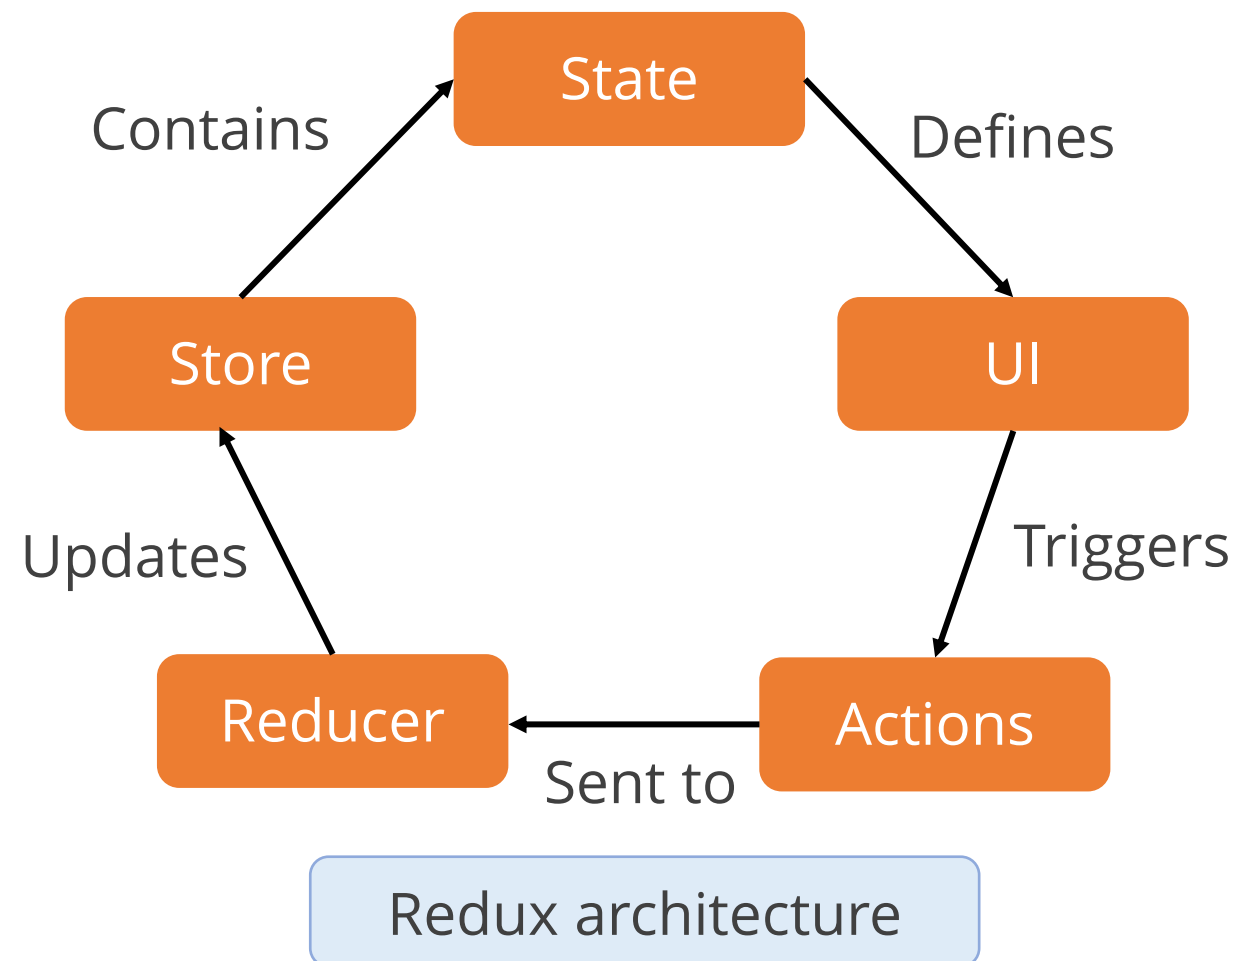 State
Contains
Defines
Store
UI
Updates
Triggers
Reducer
Actions
Sent to
Redux architecture